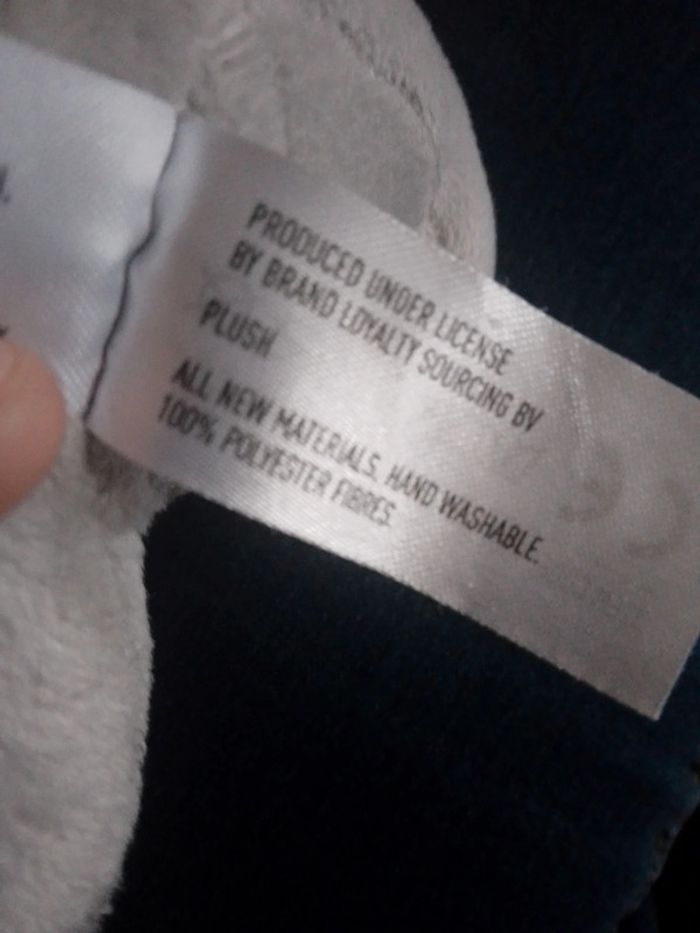 PRODUCED UNDER LICENSE
BY BRAND LOYALTY SOURCING BV
PLUSH
ALL NEW MATERIALS. HAND WASHABLE.
100% POLYESTER FIBRES.